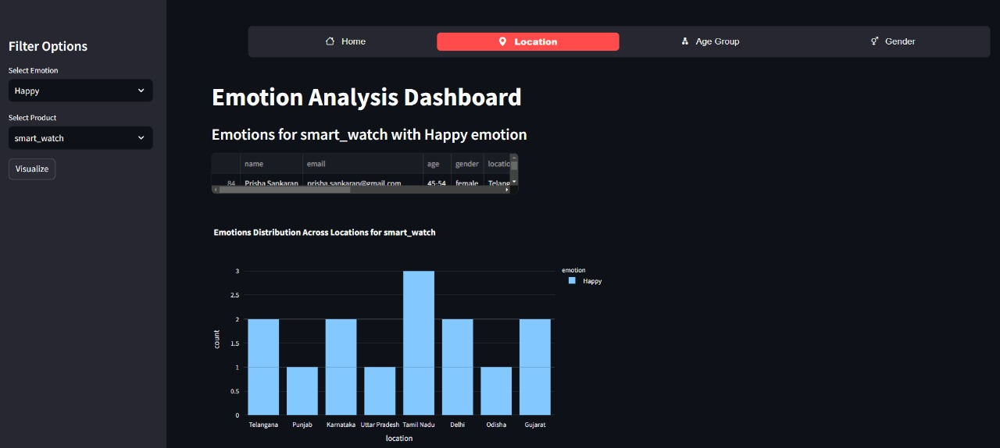 Filter Options
Select Emotion
Happy
Select Product
smart_watch
Visualize
Home Location Age Group Gender
Emotion Analysis Dashboard
Emotions for smart_watch with Happy emotion
name email age gender locatio
84 Prisha Sankaran prisha.sankaran@gmail.com 45-54 female Telang
Emotions Distribution Across Locations for smart_watch
emotion
Happy
3
2.5
2
1.5
1
0.5
0
count
Telangana Punjab Karnataka Uttar Pradesh Tamil Nadu Delhi Odisha Gujarat
location